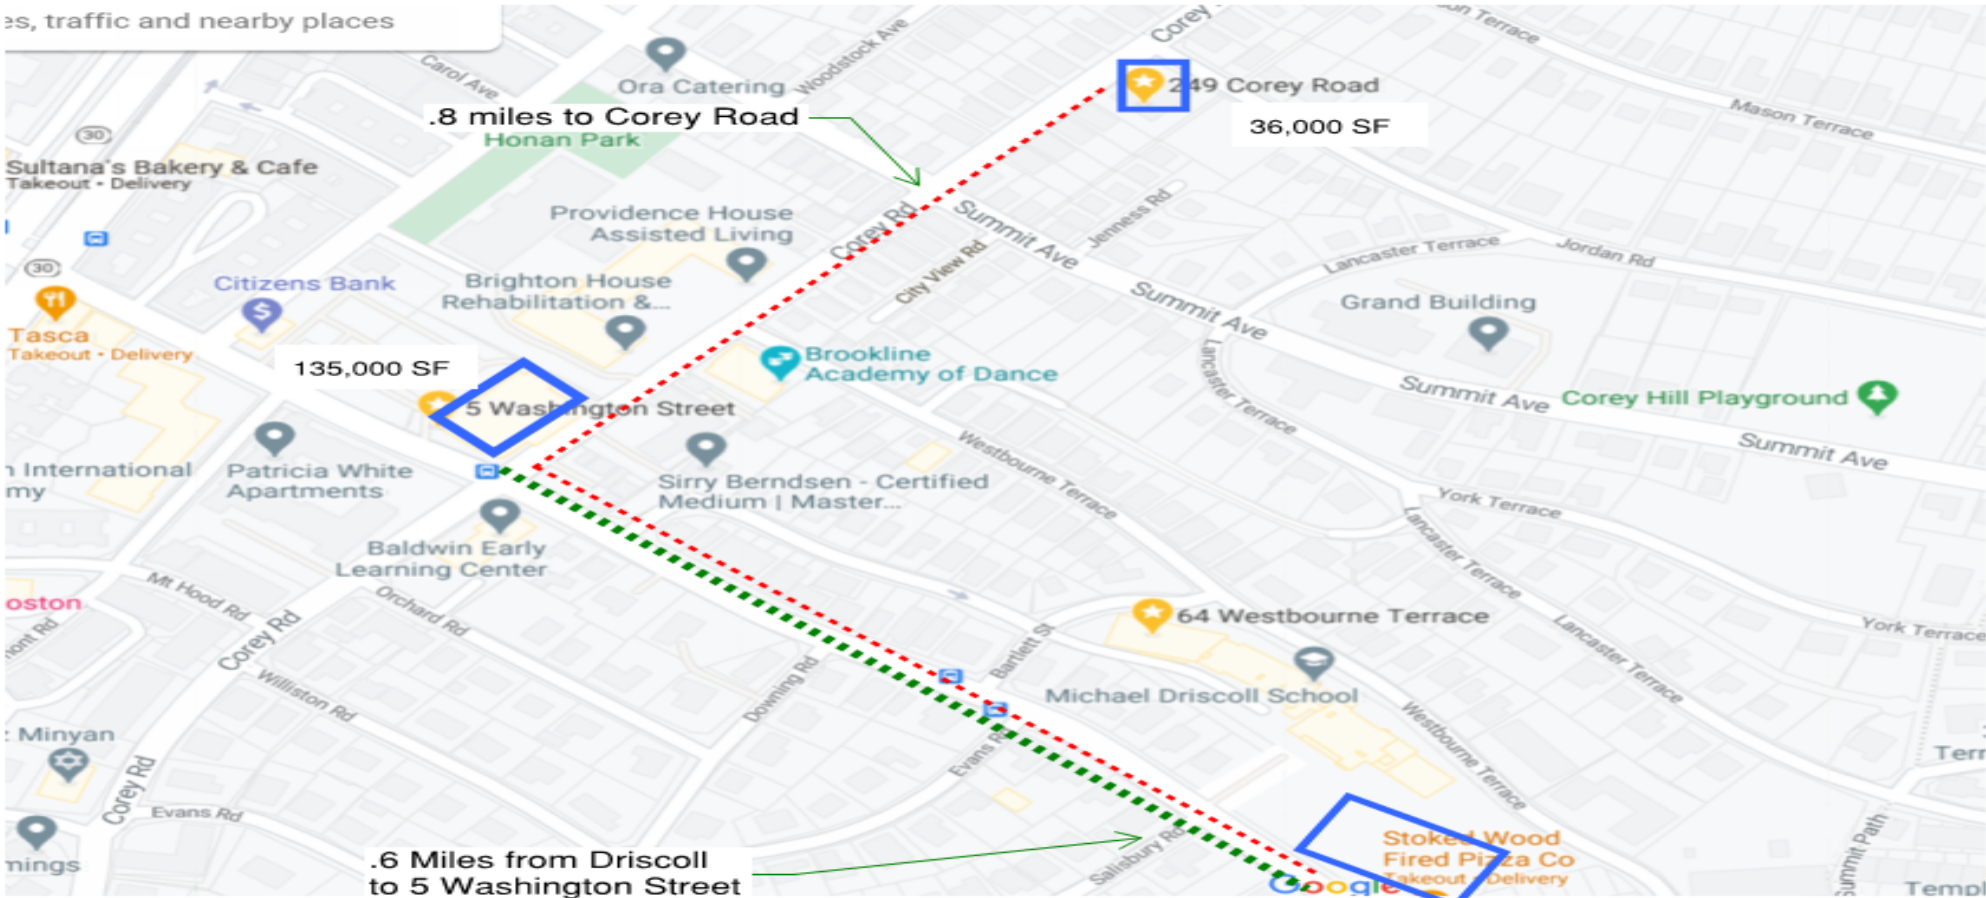 es, traffic and nearby places
Corey
on Terrace
Carol Ave
Ora Catering
Woodstock Ave
249 Corey Road
.8 miles to Corey Road
36,000 SF
Mason Terrace
30
Honan Park
Sultana's Bakery & Cafe
Takeout • Delivery
Providence House
Assisted Living
Corey Rd
Summit Ave
Jenness Rd
City View Rd
Lancaster Terrace
Jordan Rd
30
Citizens Bank
Brighton House
Rehabilitation &...
Summit Ave
Grand Building
Tasca
Takeout • Delivery
135,000 SF
Brookline
Academy of Dance
Lancaster Terrace
Summit Ave
Corey Hill Playground
5 Washington Street
Summit Ave
Westbourne Terrace
n International
my
Patricia White
Apartments
Sirry Berndsen - Certified
Medium | Master...
York Terrace
Lancaster Terrace
Baldwin Early
Learning Center
Mt Hood Rd
Orchard Rd
oston
mont Rd
Corey Rd
64 Westbourne Terrace
York Terrace
Lancaster Terrace
Bartlett St
Downing Rd
Williston Rd
Michael Driscoll School
Westbourne Terrace
Minyan
Evans Rd
Terr
Corey Rd
Evans Rd
mings
Salisbury Rd
Stoked Wood
Fired Pizza Co
Takeout • Delivery
.6 Miles from Driscoll
to 5 Washington Street
Google
Summit Path
Templ